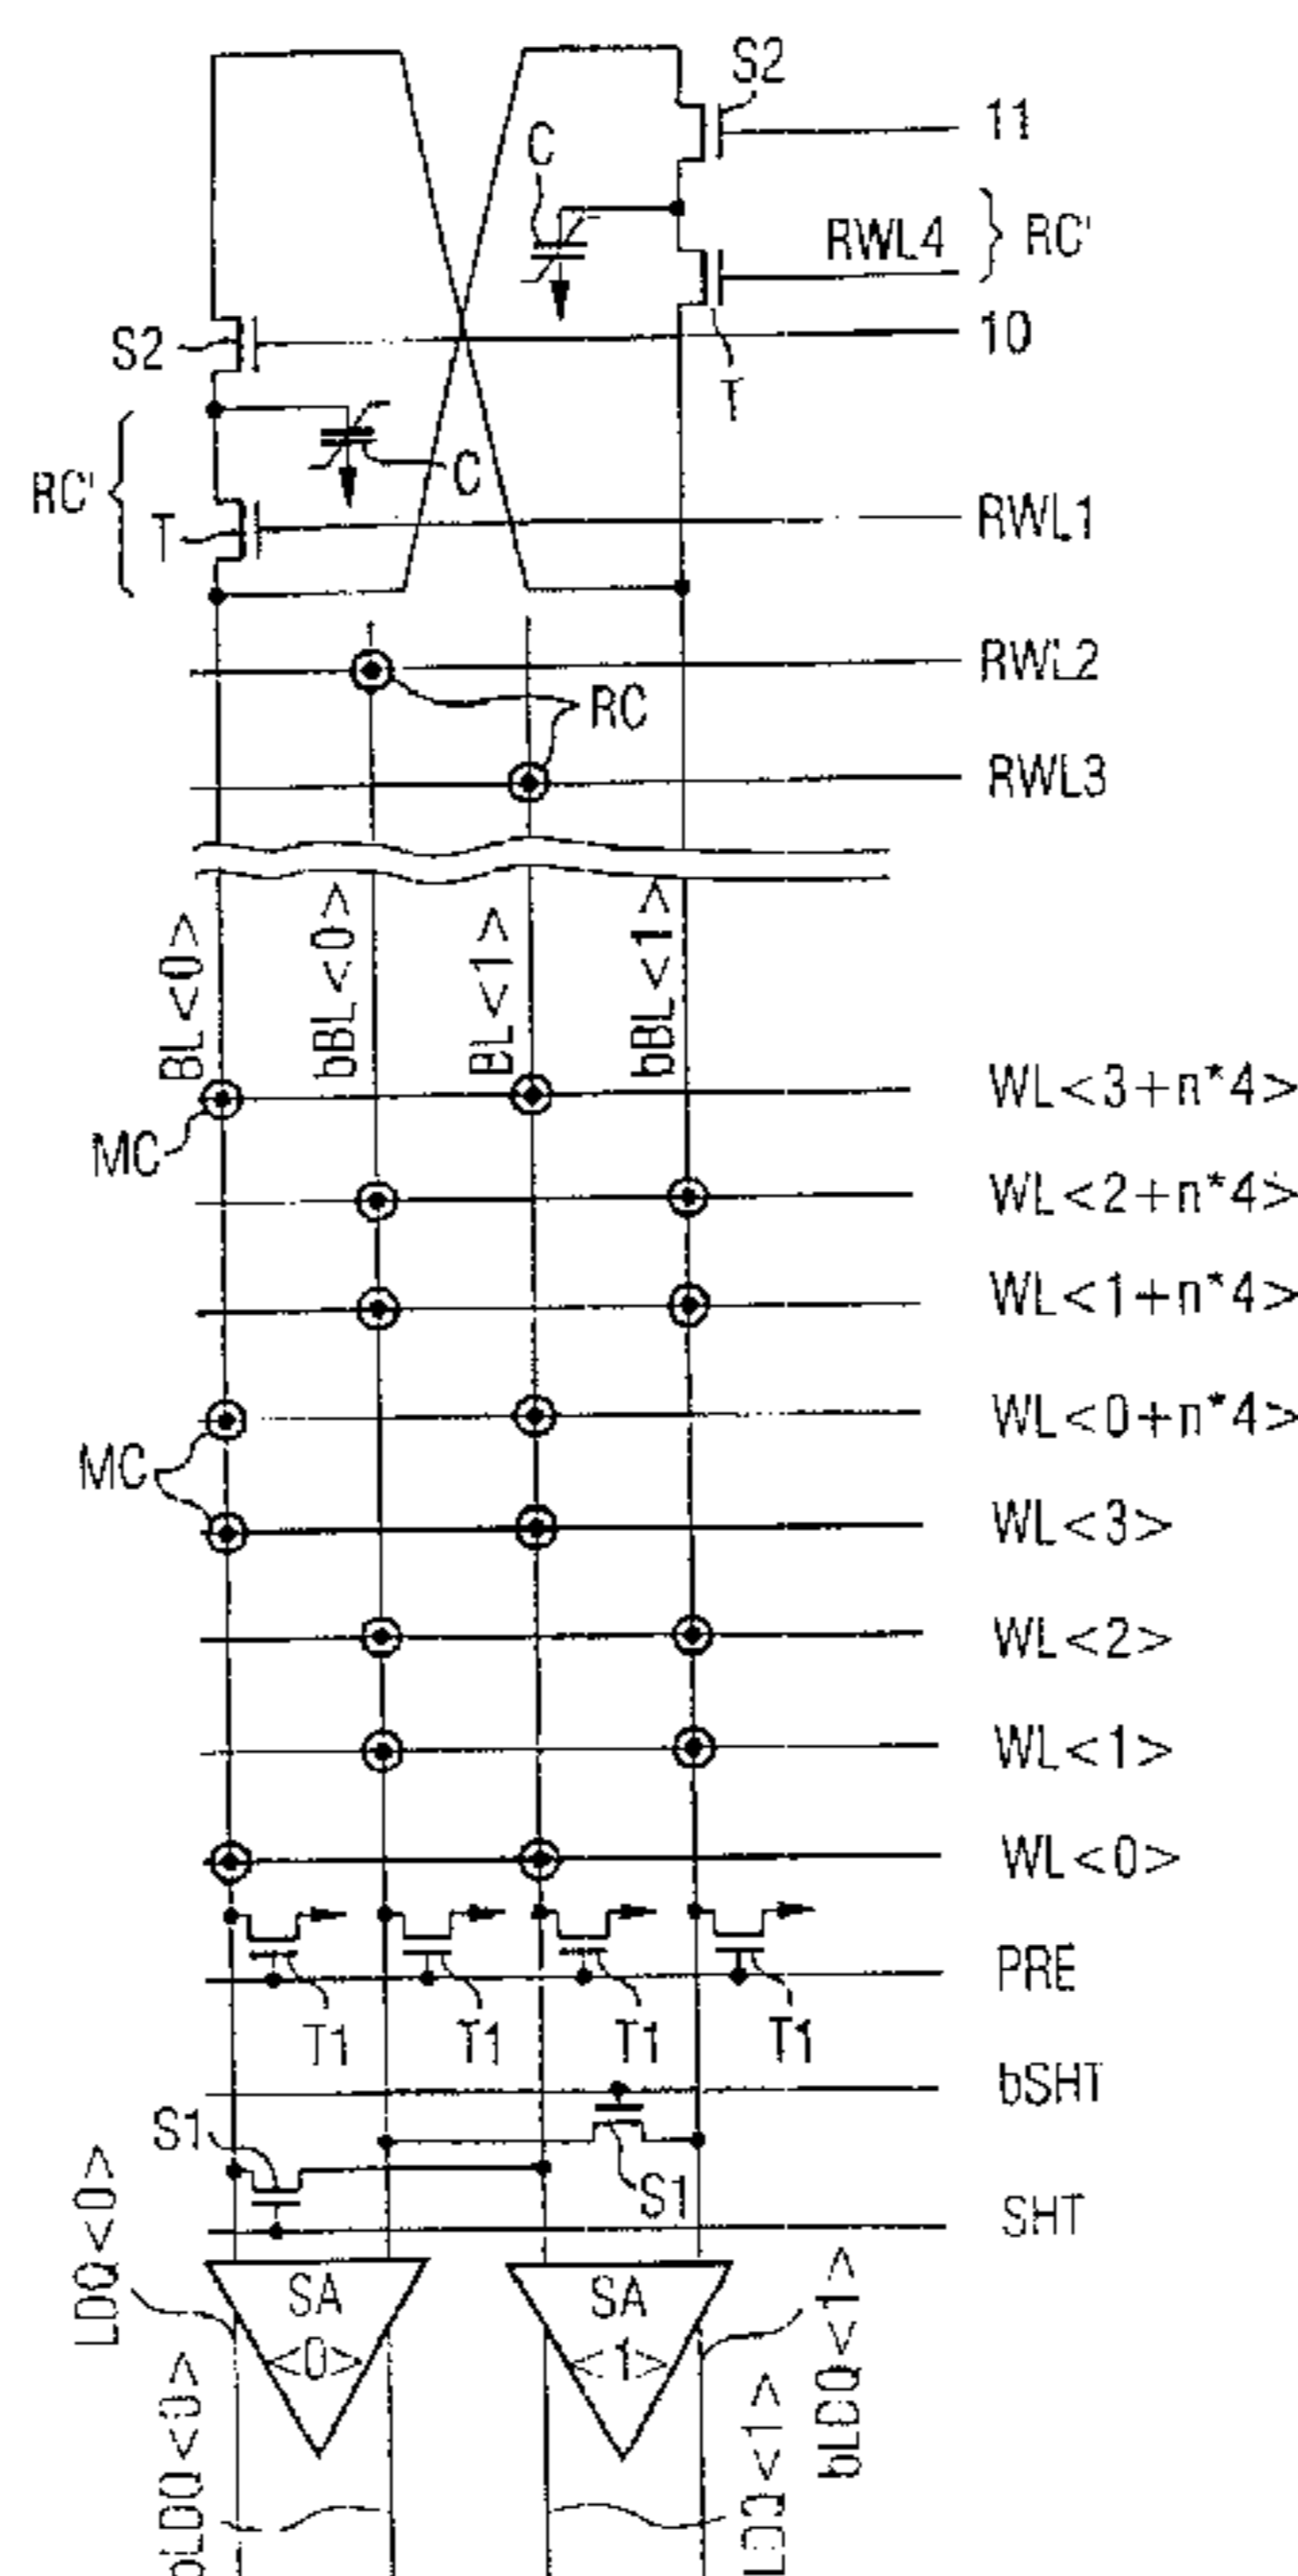 S2
11
C
RWL4
RC'
S2
10
T
C
RC'
T
RWL1
RWL2
RC
RWL3
BL<0>
bBL<0>
BL<1>
bBL<1>
WL<3+n*4>
MC
WL<2+n*4>
WL<1+n*4>
WL<0+n*4>
MC
WL<3>
WL<2>
WL<1>
WL<0>
PRE
T1
T1
T1
T1
bSHT
S1
S1
SHT
LDQ<0>
SA
<0>
SA
<1>
bLDQ<1>
bLDQ<0>
LDQ<1>